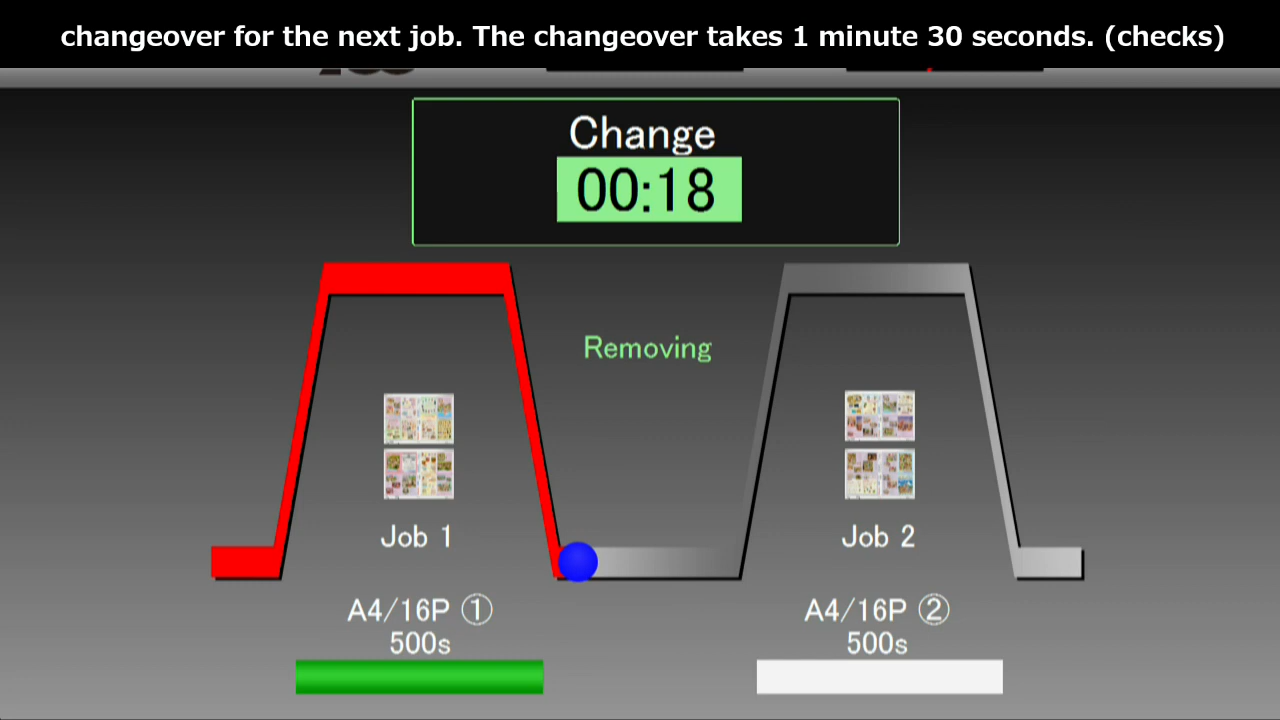 changeover for the next job. The changeover takes 1 minute 30 seconds. (checks)
Change
00:18
Removing
Job 1
Job 2
A4/16P ①
500s
A4/16P ②
500s